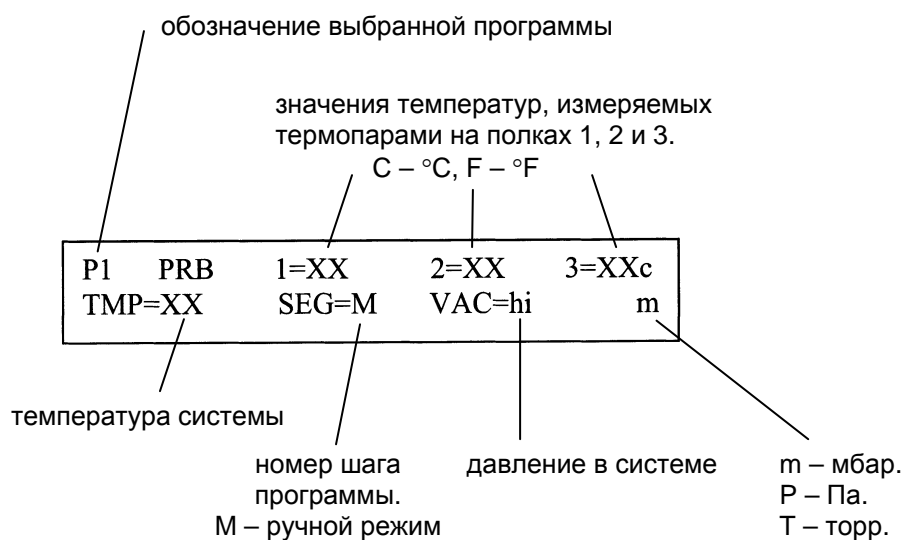 обозначение выбранной программы
значения температур, измеряемых
термопарами на полках 1, 2 и 3.
C – °C, F – °F
P1 PRB 1=XX 2=XX 3=XXc
TMP=XX SEG=M VAC=hi m
температура системы
номер шага
программы.
М – ручной режим
давление в системе
m – мбар.
P – Па.
T – торр.